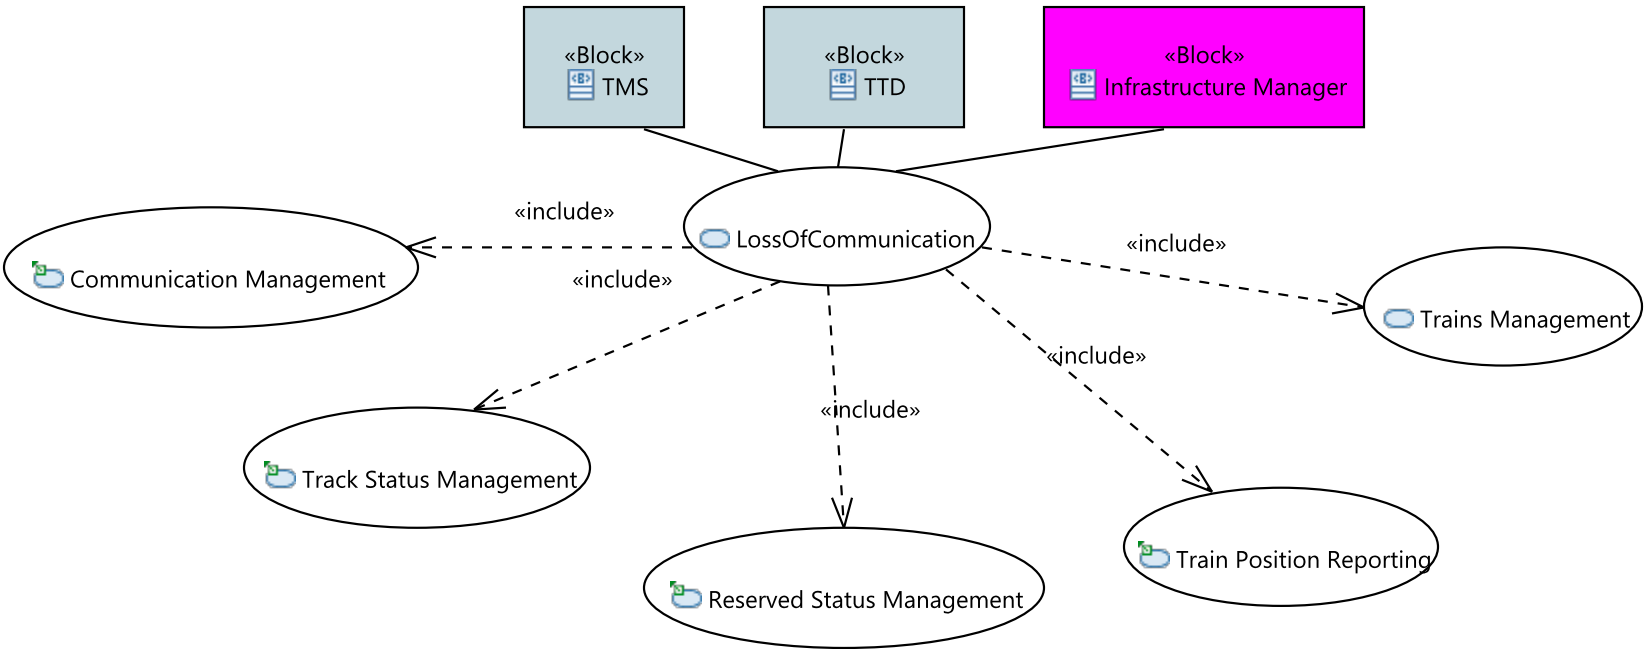 «Block»
TMS
«Block»
TTD
«Block»
Infrastructure Manager
«include»
LossOfCommunication
«include»
Communication Management
«include»
Trains Management
«include»
«include»
Track Status Management
Train Position Reporting
Reserved Status Management